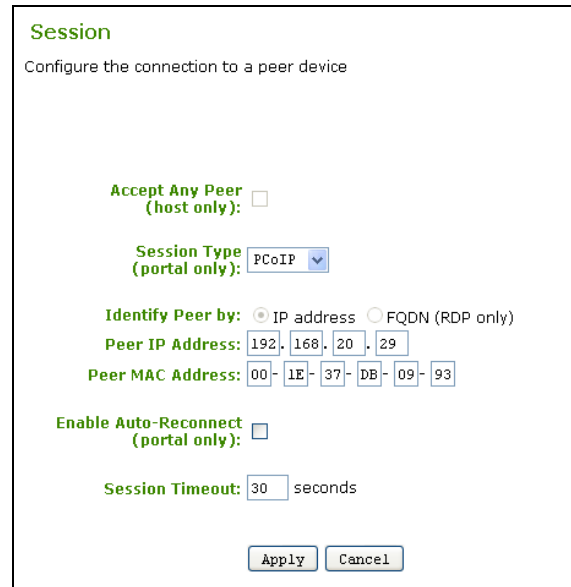 Session
Configure the connection to a peer device
Accept Any Peer
(host only):
Session Type
(portal only): PCoIP
Identify Peer by: IP address FQDN (RDP only)
Peer IP Address: 192. 168. 20 . 29
Peer MAC Address: 00- 1E- 37- DB- 09- 93
Enable Auto-Reconnect
(portal only):
Session Timeout: 30 seconds
Apply Cancel